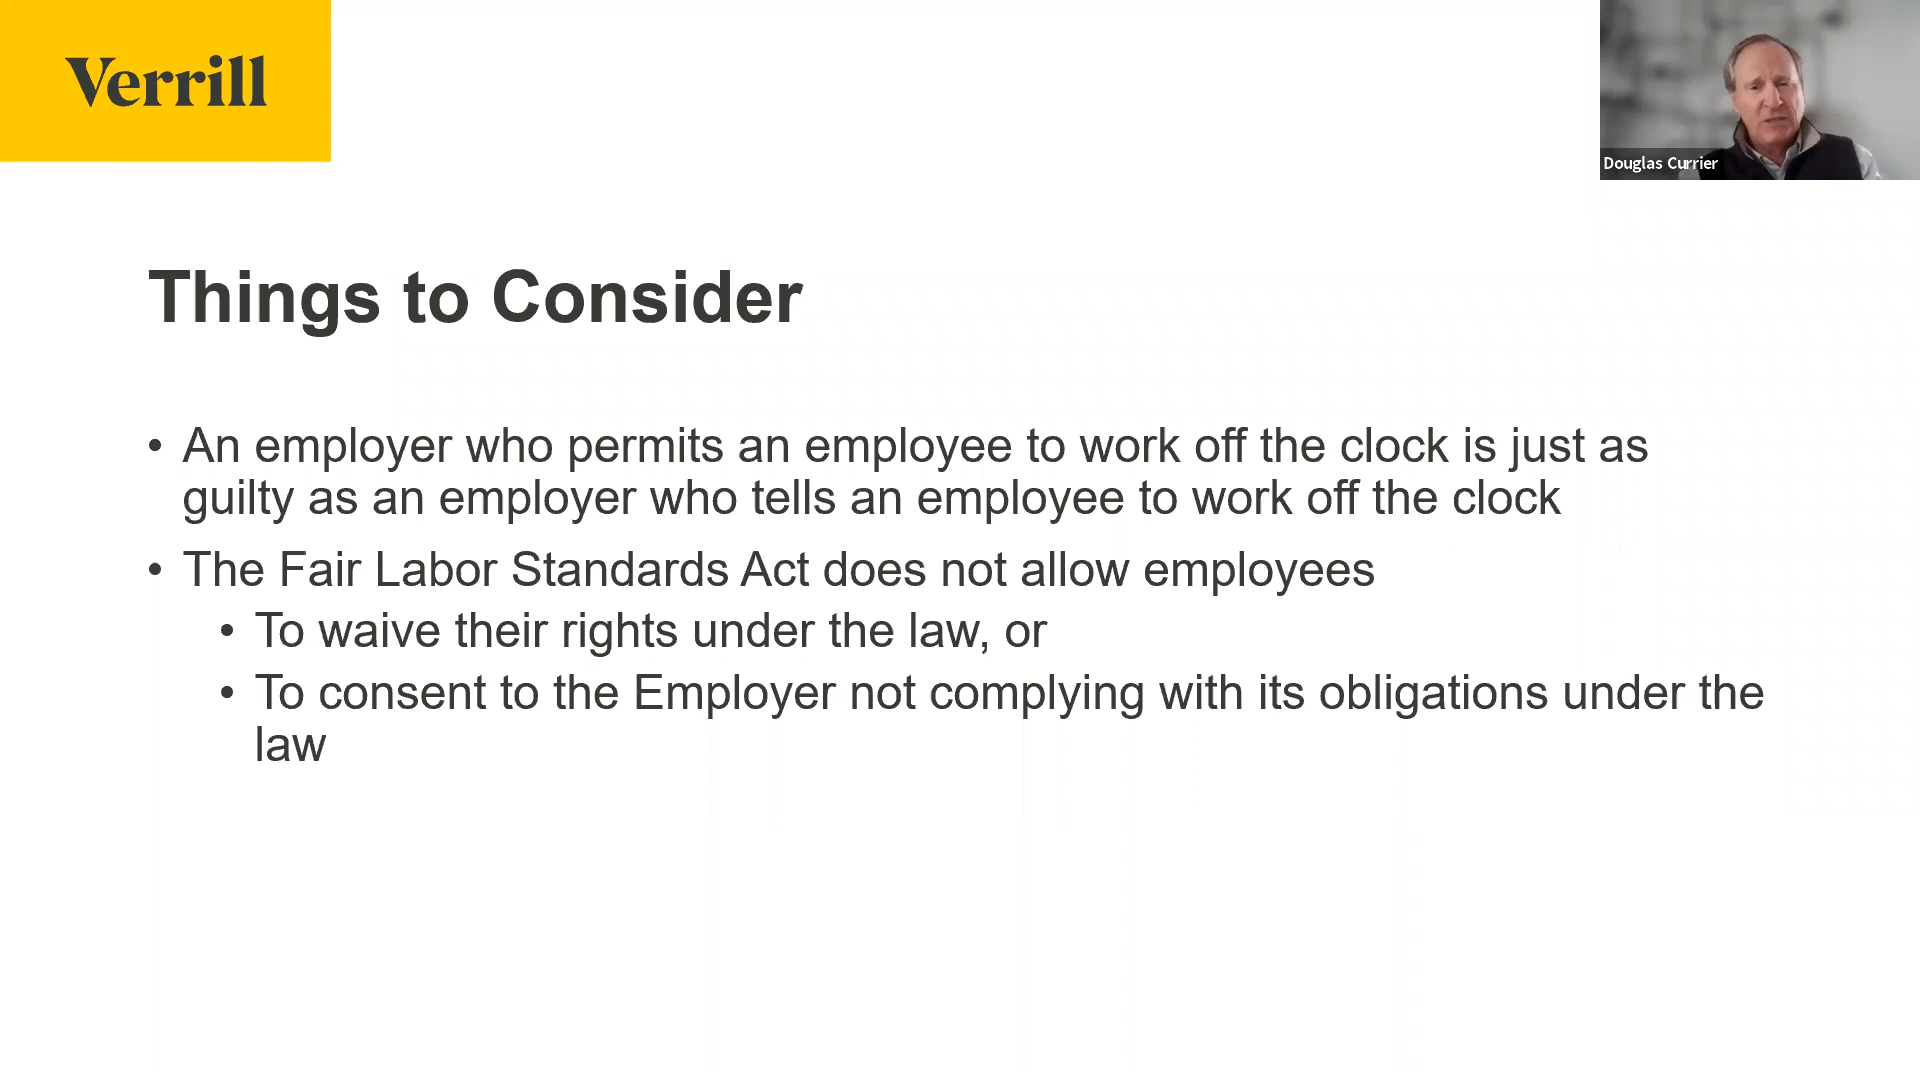 Verrill
Douglas Currier
Things to Consider
• An employer who permits an employee to work off the clock is just as
guilty as an employer who tells an employee to work off the clock
• The Fair Labor Standards Act does not allow employees
• To waive their rights under the law, or
• To consent to the Employer not complying with its obligations under the
law